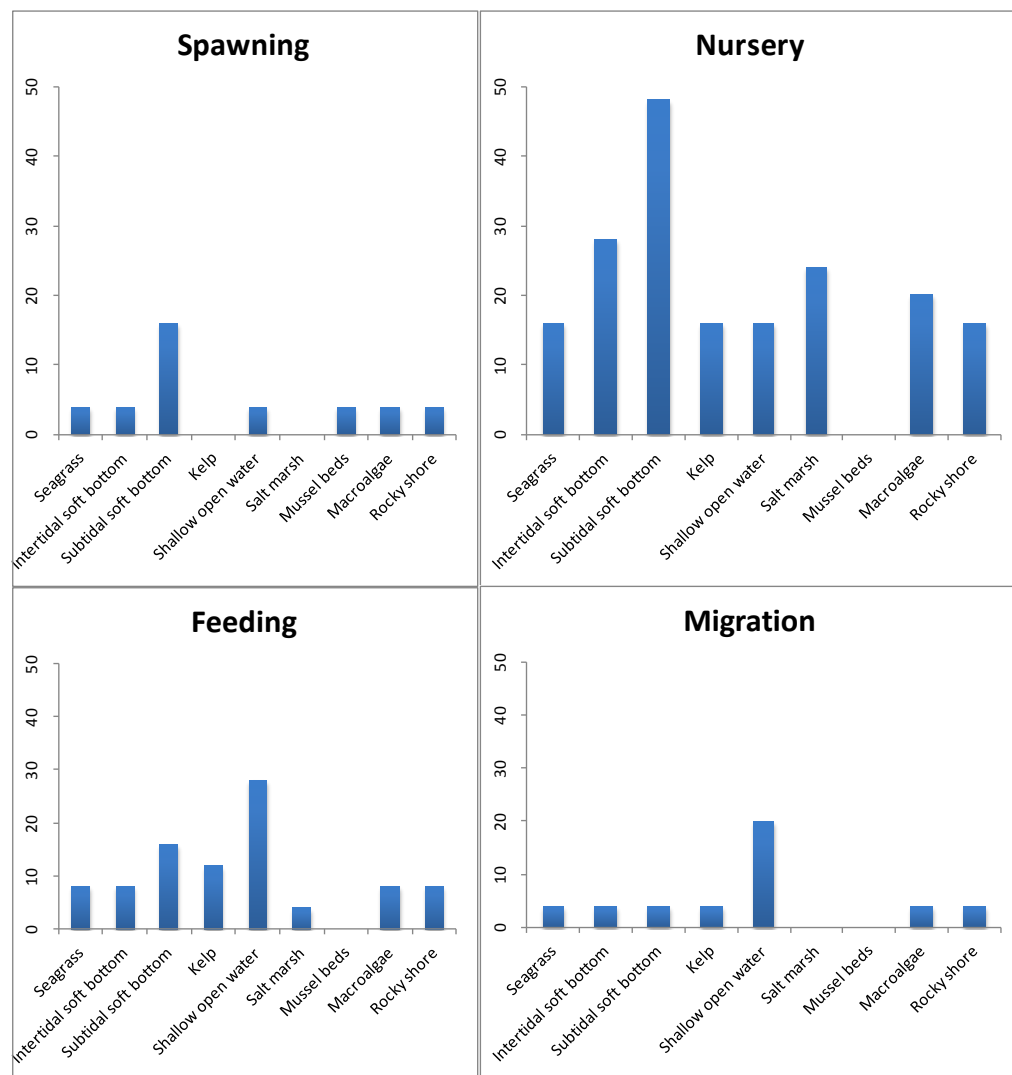 Spawning
50
40
30
20
10
0
Seagrass
Intertidal soft bottom
Subtidal soft bottom
Kelp
Shallow open water
Salt marsh
Mussel beds
Macroalgae
Rocky shore
Nursery
50
40
30
20
10
0
Seagrass
Intertidal soft bottom
Subtidal soft bottom
Kelp
Shallow open water
Salt marsh
Mussel beds
Macroalgae
Rocky shore
Feeding
50
40
30
20
10
0
Seagrass
Intertidal soft bottom
Subtidal soft bottom
Kelp
Shallow open water
Salt marsh
Mussel beds
Macroalgae
Rocky shore
Migration
50
40
30
20
10
0
Seagrass
Intertidal soft bottom
Subtidal soft bottom
Kelp
Shallow open water
Salt marsh
Mussel beds
Macroalgae
Rocky shore